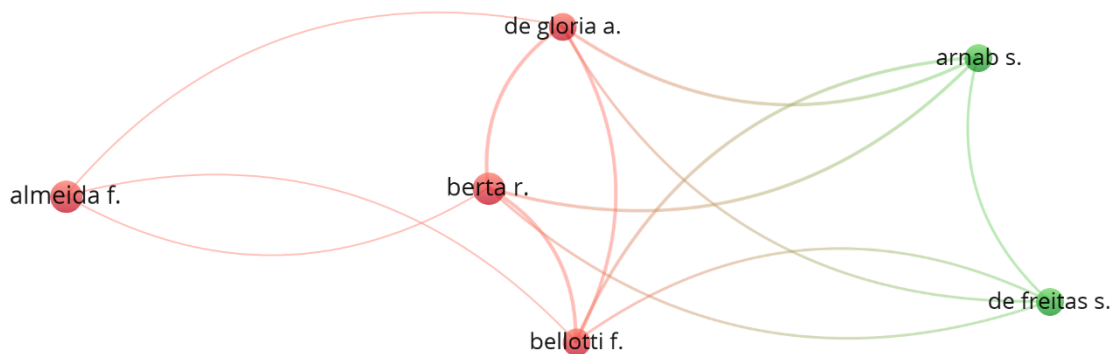 de gloria a.
arnab s.
almeida f.
berta r.
de freitas s.
bellotti f.